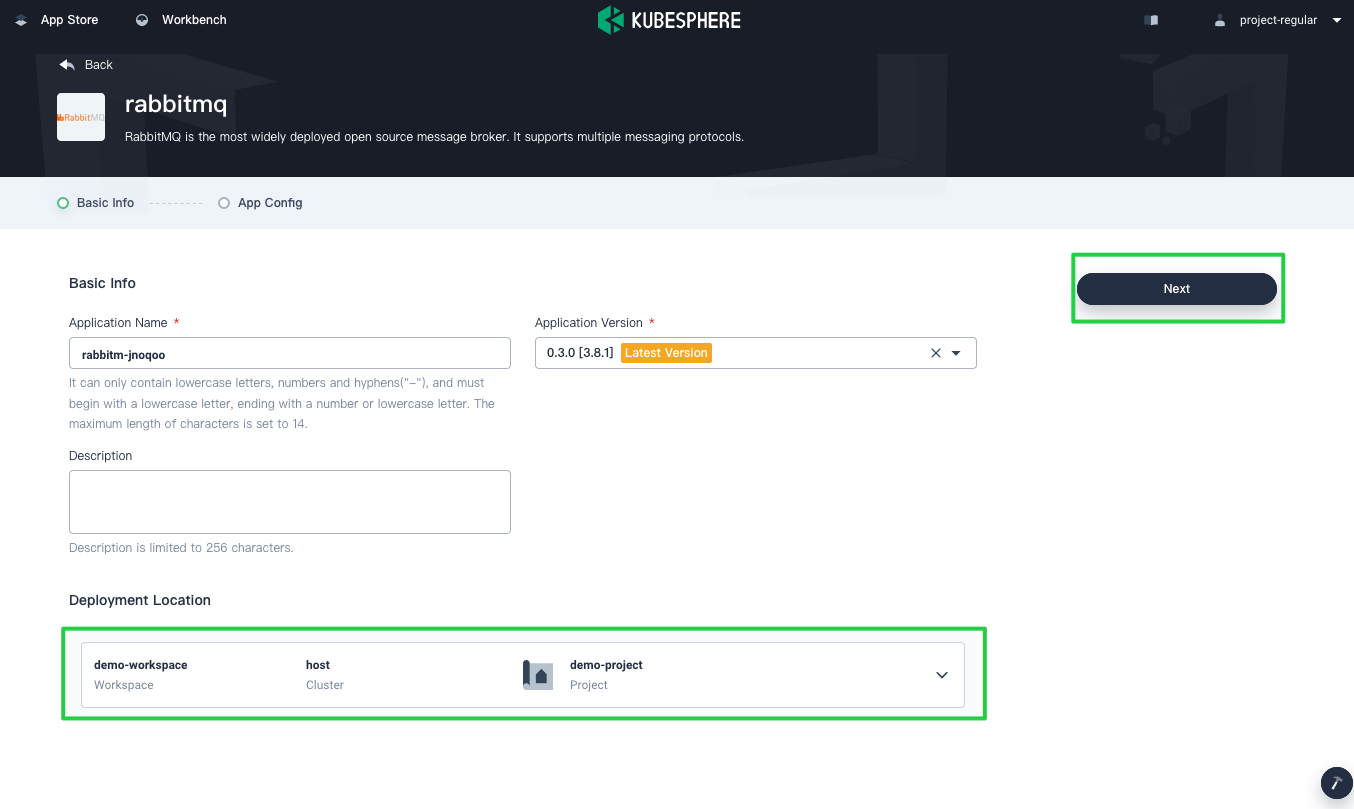 App Store
Workbench
KUBESPHERE
project-regular
Back
RabbitMQ
rabbitmq
RabbitMQ is the most widely deployed open source message broker. It supports multiple messaging protocols.
Basic Info
App Config
Basic Info
Next
Application Name *
Application Version *
rabbitm-jnoqoo
0.3.0 [3.8.1] Latest Version
It can only contain lowercase letters, numbers and hyphens("-"), and must
begin with a lowercase letter, ending with a number or lowercase letter. The
maximum length of characters is set to 14.
Description
Description is limited to 256 characters.
Deployment Location
demo-workspace
Workspace
host
Cluster
demo-project
Project